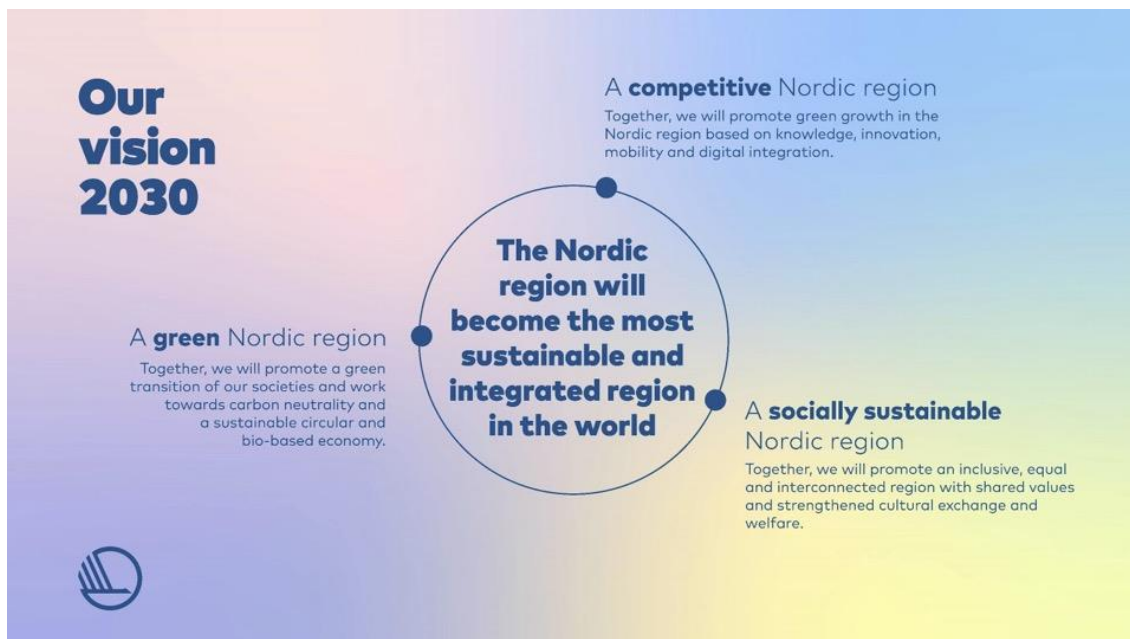 Our
vision
2030
A competitive Nordic region
Together, we will promote green growth in the
Nordic region based on knowledge, innovation,
mobility and digital integration.
The Nordic
region will
become the most
sustainable and
integrated region
in the world
A green Nordic region
Together, we will promote a green
transition of our societies and work
towards carbon neutrality and
a sustainable circular and
bio-based economy.
A socially sustainable
Nordic region
Together, we will promote an inclusive, equal
and interconnected region with shared values
and strengthened cultural exchange and
welfare.